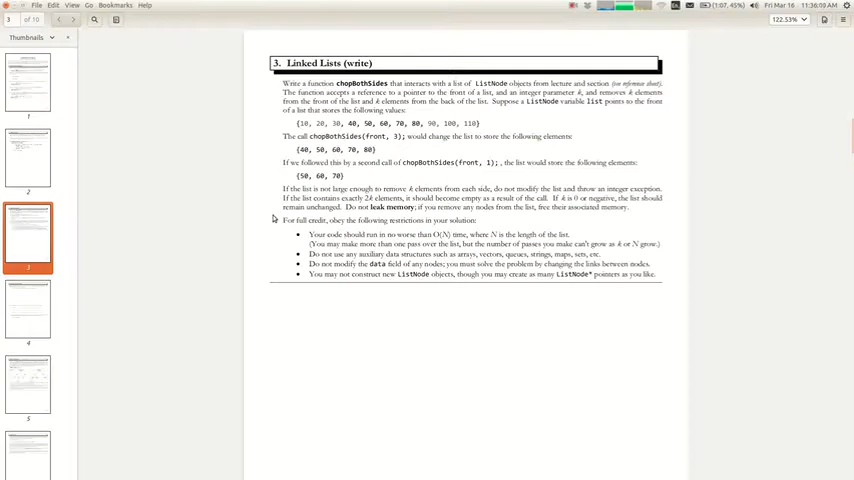 File Edit View Go Bookmarks Help
(1:07, 45%) Fri Mar 16 11:36:09 AM
3 of 10
122.53%
Thumbnails
1
2
3
4
5
3. Linked Lists (write)
Write a function chopBothSides that interacts with a list of ListNode objects from lecture and section (see reference sheet).
The function accepts a reference to a pointer to the front of a list, and an integer parameter k, and removes k elements
from the front of the list and k elements from the back of the list. Suppose a ListNode variable list points to the front
of a list that stores the following values:
{10, 20, 30, 40, 50, 60, 70, 80, 90, 100, 110}
The call chopBothSides(front, 3); would change the list to store the following elements:
{40, 50, 60, 70, 80}
If we followed this by a second call of chopBothSides(front, 1); , the list would store the following elements:
{50, 60, 70}
If the list is not large enough to remove k elements from each side, do not modify the list and throw an integer exception.
If the list contains exactly 2k elements, it should become empty as a result of the call. If k is 0 or negative, the list should
remain unchanged. Do not leak memory; if you remove any nodes from the list, free their associated memory.
For full credit, obey the following restrictions in your solution:
• Your code should run in no worse than O(N) time, where N is the length of the list.
(You may make more than one pass over the list, but the number of passes you make can't grow as k or N grow.)
• Do not use any auxiliary data structures such as arrays, vectors, queues, strings, maps, sets, etc.
• Do not modify the data field of any nodes; you must solve the problem by changing the links between nodes.
• You may not construct new ListNode objects, though you may create as many ListNode* pointers as you like.